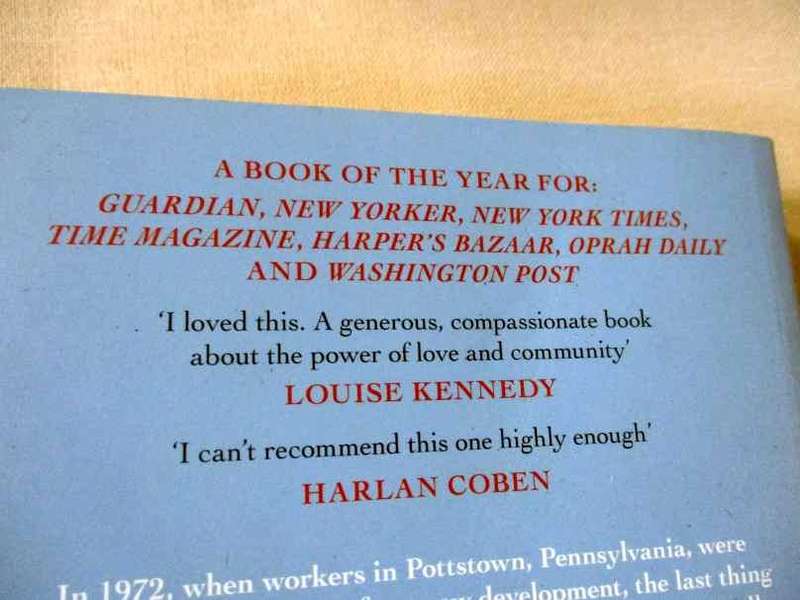 A BOOK OF THE YEAR FOR:
GUARDIAN, NEW YORKER, NEW YORK TIMES,
TIME MAGAZINE, HARPER'S BAZAAR, OPRAH DAILY
AND WASHINGTON POST
'I loved this. A generous, compassionate book
about the power of love and community'
LOUISE KENNEDY
'I can't recommend this one highly enough'
HARLAN COBEN
In 1972, when workers in Pottstown, Pennsylvania, were
development, the last thing